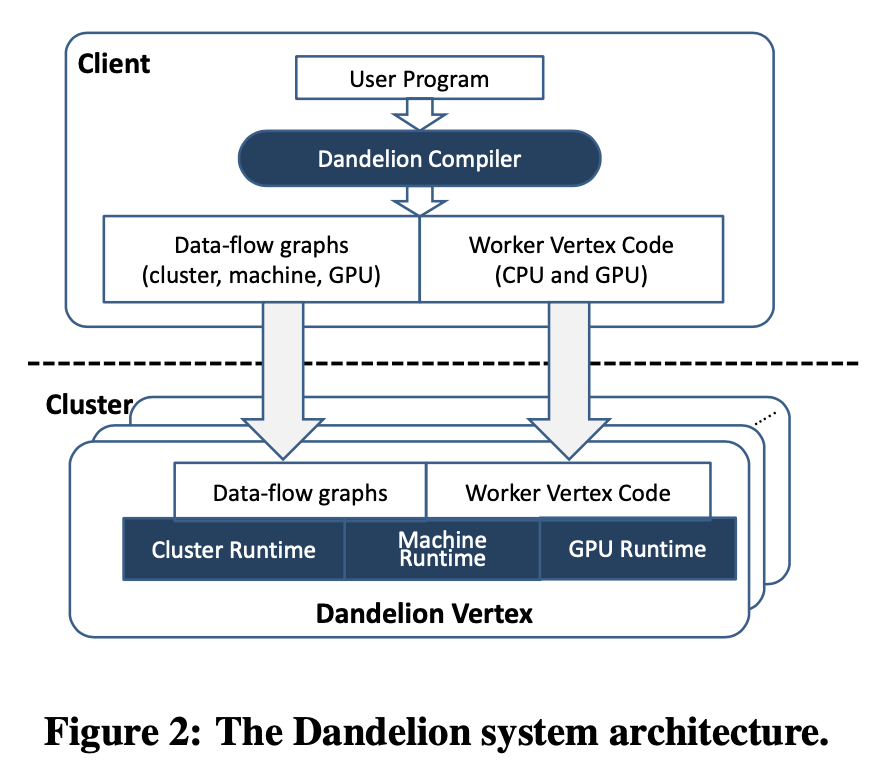 Client
User Program
Dandelion Compiler
Data-flow graphs
(cluster, machine, GPU)
Worker Vertex Code
(CPU and GPU)
Cluster
Data-flow graphs
Worker Vertex Code
Cluster Runtime
Machine
Runtime
GPU Runtime
Dandelion Vertex
Figure 2: The Dandelion system architecture.